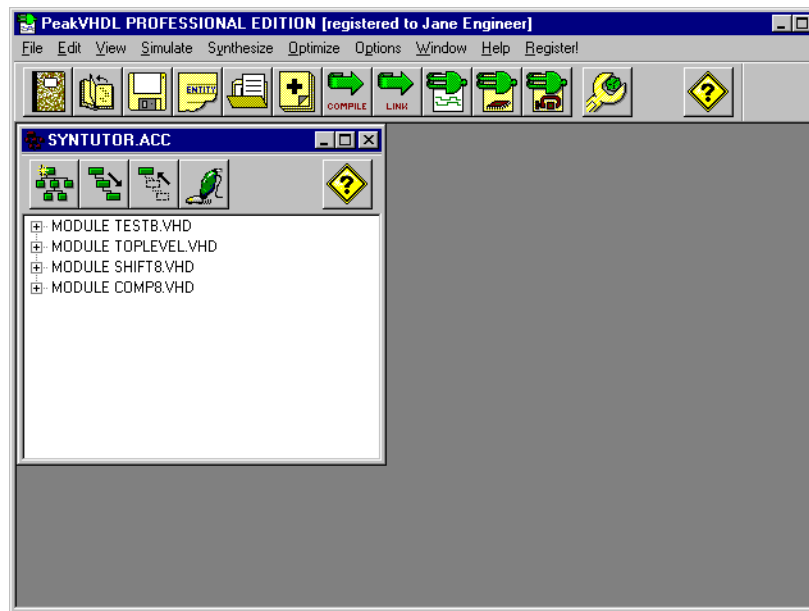 PeakVHDL PROFESSIONAL EDITION [registered to Jane Engineer]
File Edit View Simulate Synthesize Optimize Options Window Help Register!
ENTITY COMPILE LINK ?
SYNTUTOR.ACC
?
MODULE TESTB.VHD
MODULE TOPLEVEL.VHD
MODULE SHIFT8.VHD
MODULE COMP8.VHD